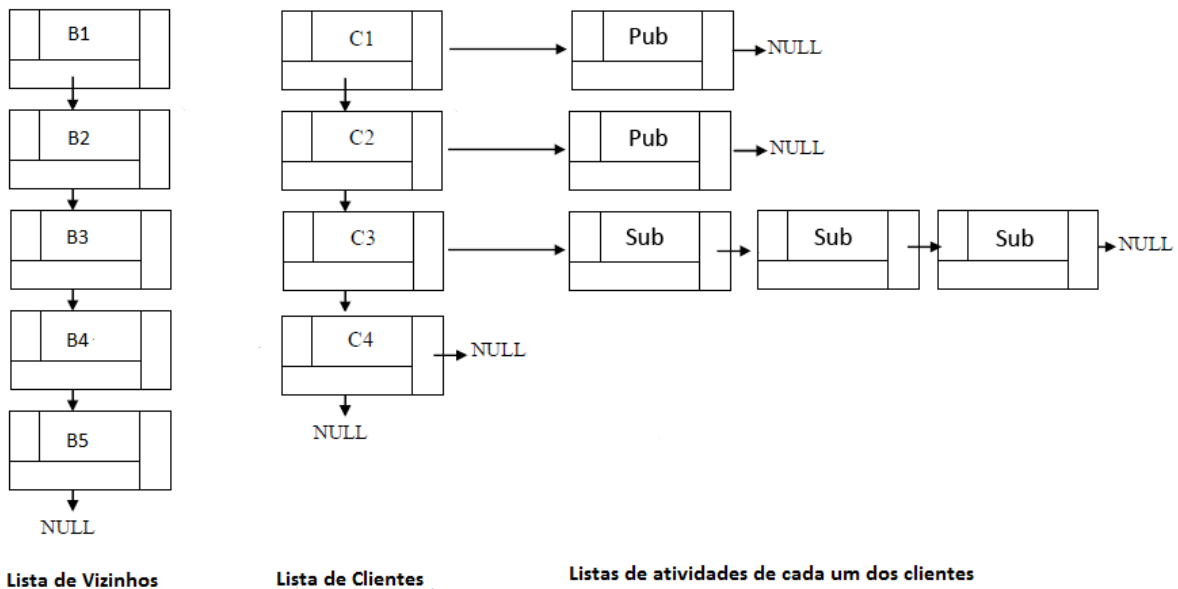 B1
C1
Pub
NULL
B2
C2
Pub
NULL
B3
C3
Sub
Sub
Sub
NULL
B4
C4
NULL
B5
NULL
NULL
Lista de Vizinhos
Lista de Clientes
Listas de atividades de cada um dos clientes